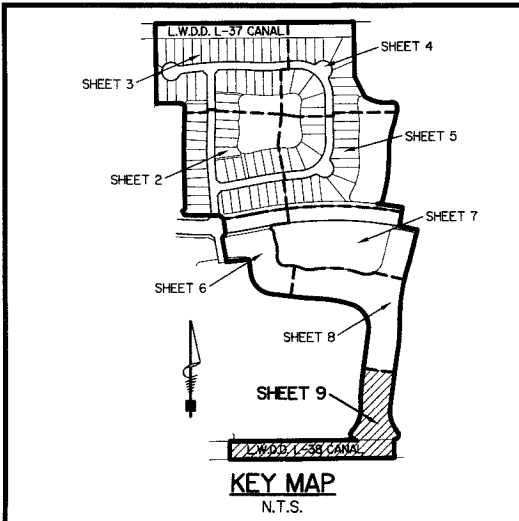 L.W.D.D. L-37 CANAL
SHEET 4
SHEET 3
SHEET 5
SHEET 2
SHEET 7
SHEET 6
SHEET 8
SHEET 9
L.W.D.D. L-38 CANAL
KEY MAP
N.T.S.